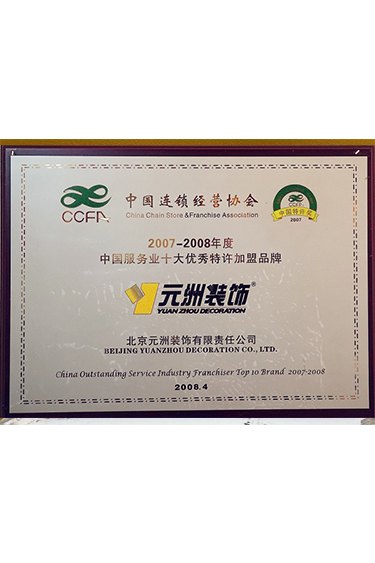 CCFA
中国连锁经营协会
China Chain Store & Franchise Association
CCFA
中国特许奖
2007
2007-2008年度
中国服务业十大优秀特许加盟品牌
元洲装饰®
YUAN ZHOU DECORATION
北京元洲装饰有限责任公司
BEIJING YUANZHOU DECORATION CO., LTD.
China Outstanding Service Industry Franchiser Top 10 Brand 2007-2008
2008.4